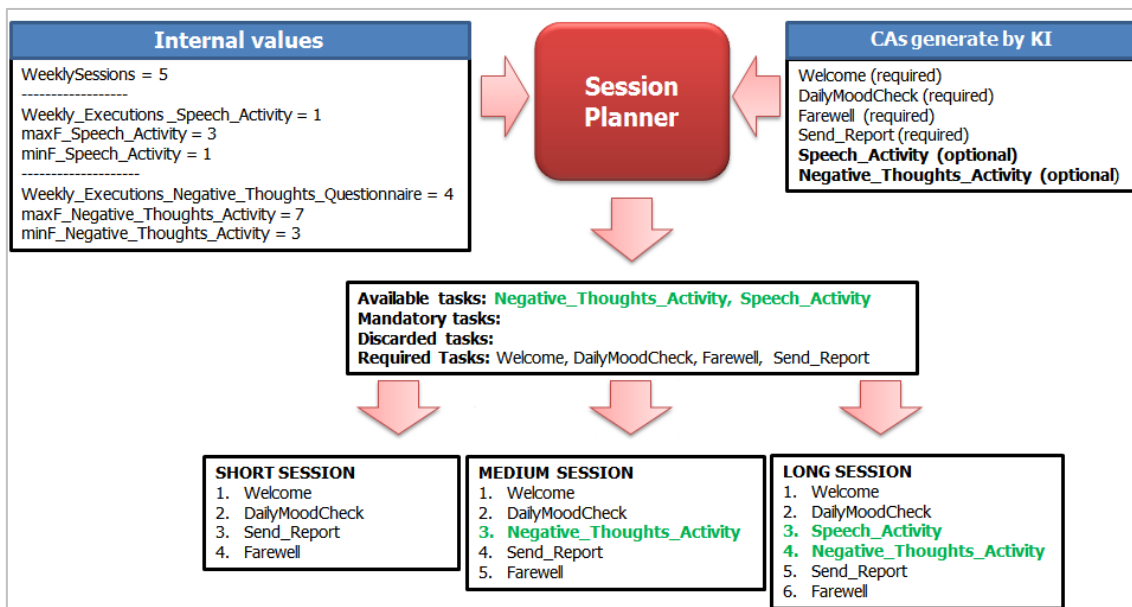 Internal values
WeeklySessions = 5
------------------
Weekly_Executions _Speech_Activity = 1
maxF_Speech_Activity = 3
minF_Speech_Activity = 1
--------------------
Weekly_Executions_Negative_Thoughts_Questionnaire = 4
maxF_Negative_Thoughts_Activity = 7
minF_Negative_Thoughts_Activity = 3
Session
Planner
CAs generate by KI
Welcome (required)
DailyMoodCheck (required)
Farewell (required)
Send_Report (required)
Speech_Activity (optional)
Negative_Thoughts_Activity (optional)
Available tasks: Negative_Thoughts_Activity, Speech_Activity
Mandatory tasks:
Discarded tasks:
Required Tasks: Welcome, DailyMoodCheck, Farewell, Send_Report
SHORT SESSION
1. Welcome
2. DailyMoodCheck
3. Send_Report
4. Farewell
MEDIUM SESSION
1. Welcome
2. DailyMoodCheck
3. Negative_Thoughts_Activity
4. Send_Report
5. Farewell
LONG SESSION
1. Welcome
2. DailyMoodCheck
3. Speech_Activity
4. Negative_Thoughts_Activity
5. Send_Report
6. Farewell